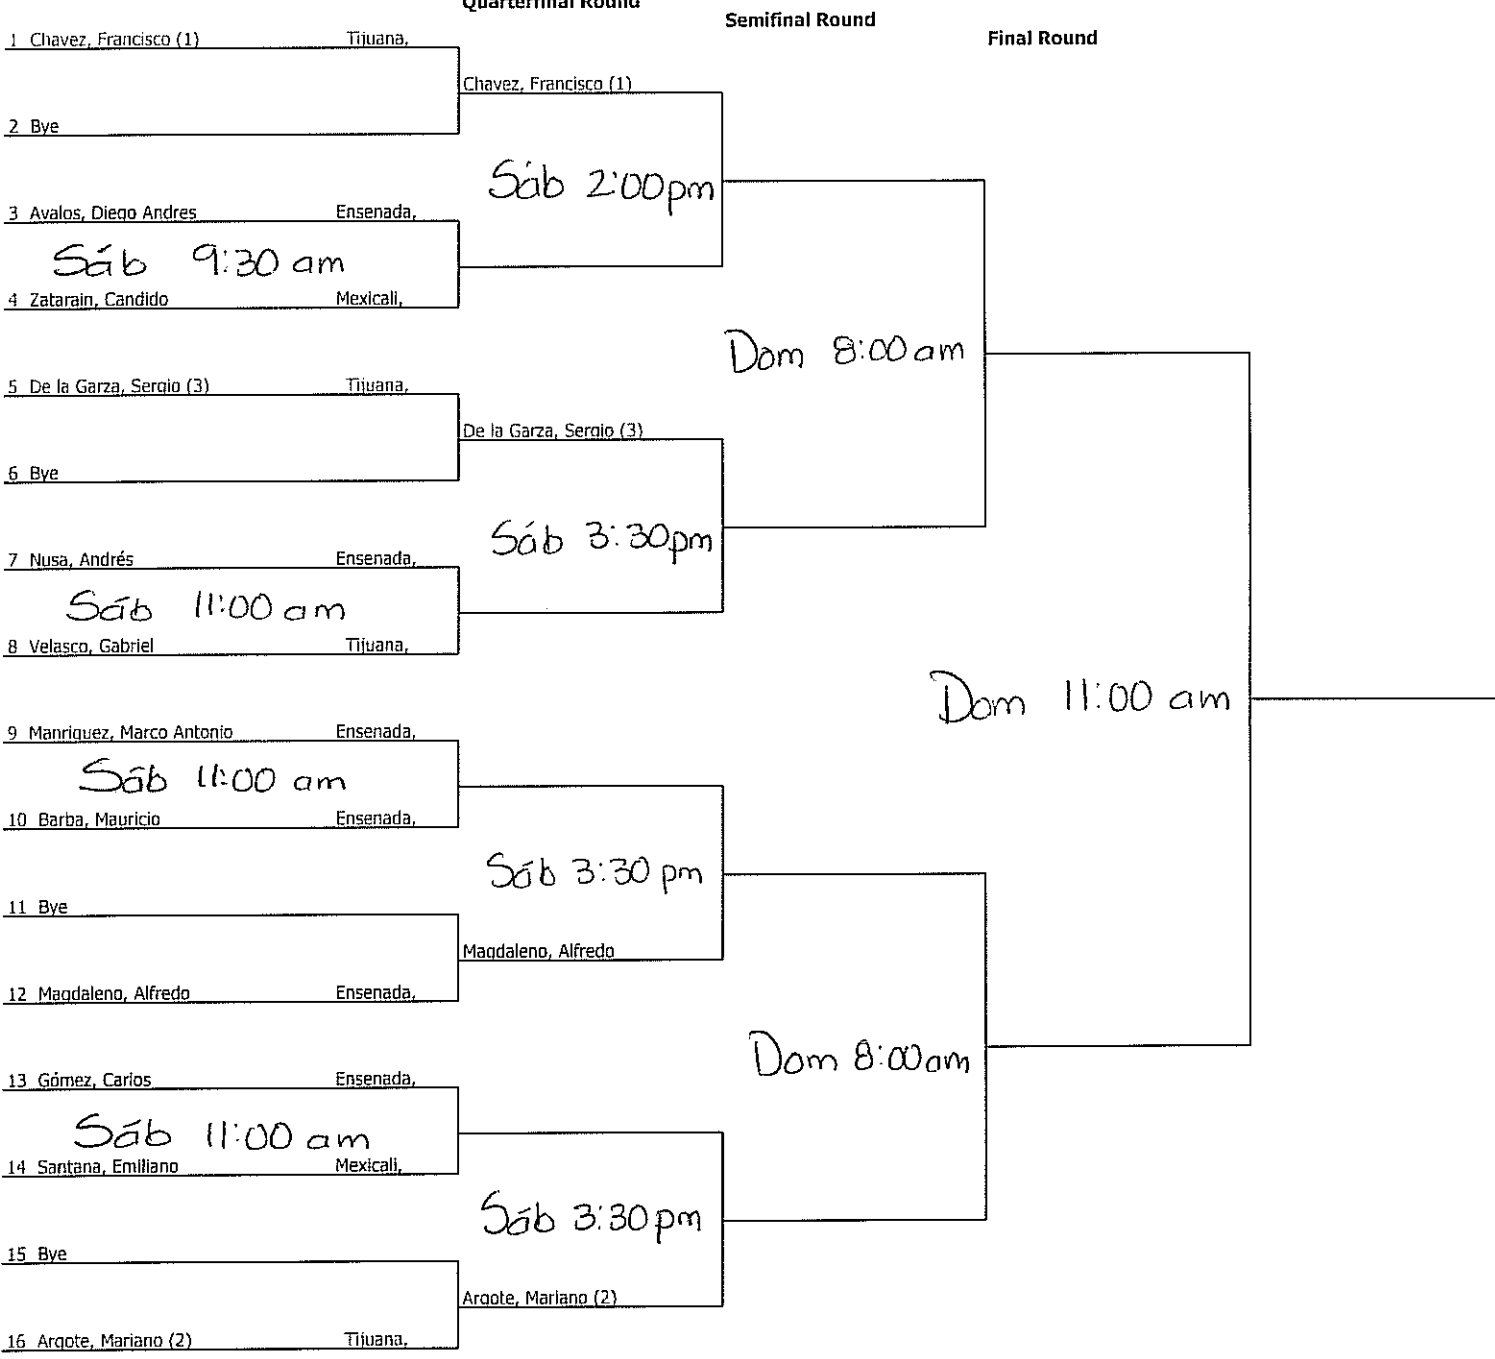 Quarterfinal Round
Semifinal Round
Final Round
1 Chavez, Francisco (1) Tijuana,
Chavez, Francisco (1)
2 Bye
Sáb 2:00pm
3 Avalos, Diego Andres Ensenada,
Sáb 9:30 am
4 Zatarain, Candido Mexicali,
Dom 8:00am
5 De la Garza, Sergio (3) Tijuana,
De la Garza, Sergio (3)
6 Bye
Sáb 3:30pm
7 Nusa, Andrés Ensenada,
Sáb 11:00 am
8 Velasco, Gabriel Tijuana,
Dom 11:00 am
9 Manriquez, Marco Antonio Ensenada,
Sáb 11:00 am
10 Barba, Mauricio Ensenada,
Sáb 3:30 pm
11 Bye
Magdaleno, Alfredo
12 Magdaleno, Alfredo Ensenada,
Dom 8:00am
13 Gómez, Carlos Ensenada,
Sáb 11:00 am
14 Santana, Emiliano Mexicali,
Sáb 3:30pm
15 Bye
Argote, Mariano (2)
16 Argote, Mariano (2) Tijuana,